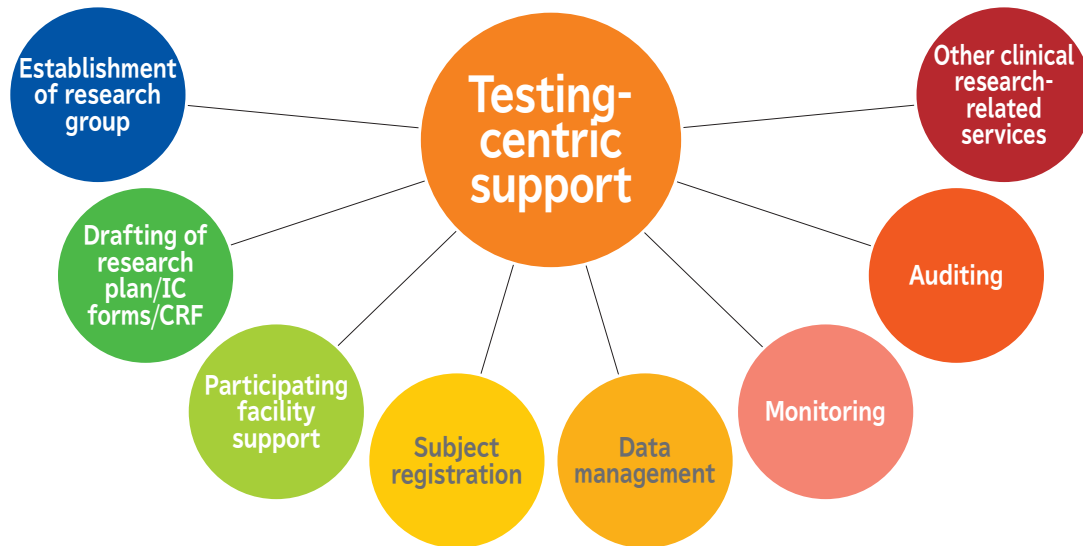 Establishment
of research
group
Testing-
centric
support
Other clinical
research-
related
services
Drafting of
research
plan/IC
forms/CRF
Auditing
Participating
facility
support
Subject
registration
Data
management
Monitoring